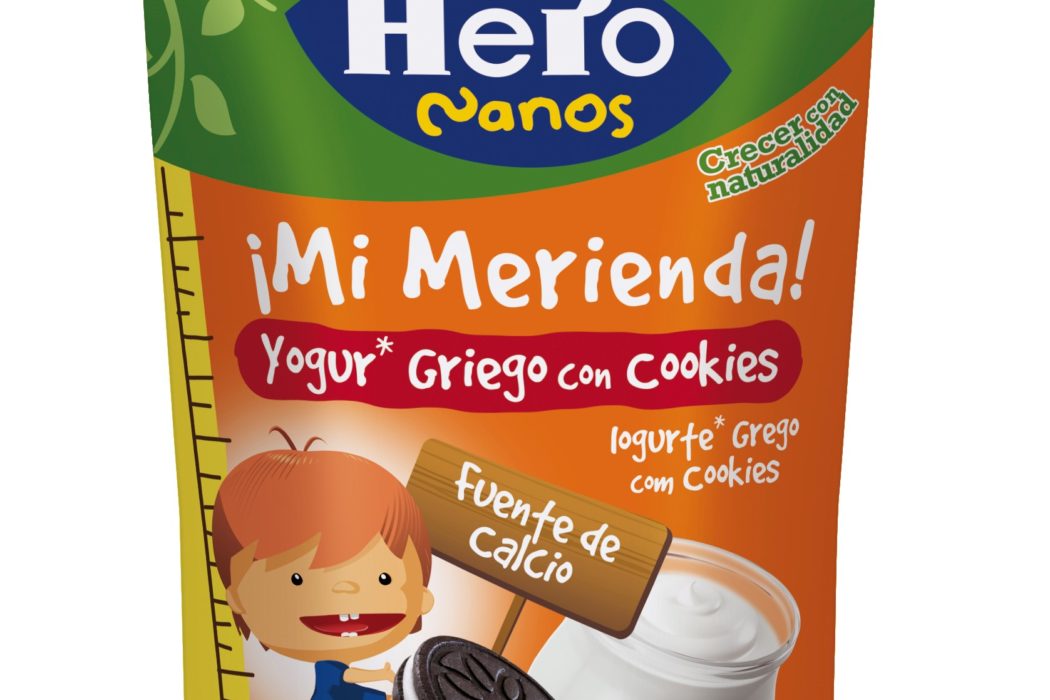 Hero
Nanos
Crecer con
naturalidad
¡Mi Merienda!
Yogur* Griego con Cookies
Iogurte* Grego
com Cookies
Fuente de
Calcio